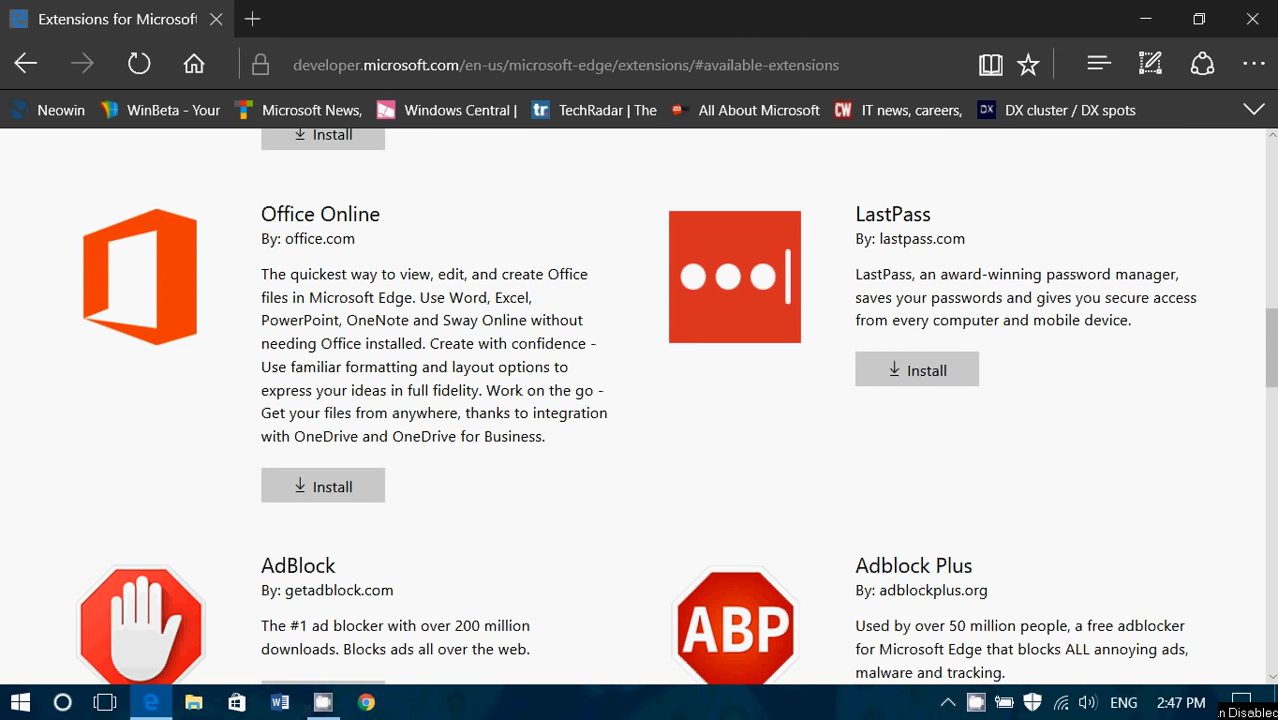 Extensions for Microsoft
developer.microsoft.com/en-us/microsoft-edge/extensions/#available-extensions
Neowin
WinBeta - Your
Microsoft News,
Windows Central |
tr
TechRadar | The
All About Microsoft
CW
IT news, careers,
DX
DX cluster / DX spots
Install
Office Online
By: office.com
The quickest way to view, edit, and create Office
files in Microsoft Edge. Use Word, Excel,
PowerPoint, OneNote and Sway Online without
needing Office installed. Create with confidence -
Use familiar formatting and layout options to
express your ideas in full fidelity. Work on the go -
Get your files from anywhere, thanks to integration
with OneDrive and OneDrive for Business.
Install
LastPass
By: lastpass.com
LastPass, an award-winning password manager,
saves your passwords and gives you secure access
from every computer and mobile device.
Install
AdBlock
By: getadblock.com
The #1 ad blocker with over 200 million
downloads. Blocks ads all over the web.
ABP
Adblock Plus
By: adblockplus.org
Used by over 50 million people, a free adblocker
for Microsoft Edge that blocks ALL annoying ads,
malware and tracking.
ENG
2:47 PM
n Disabled